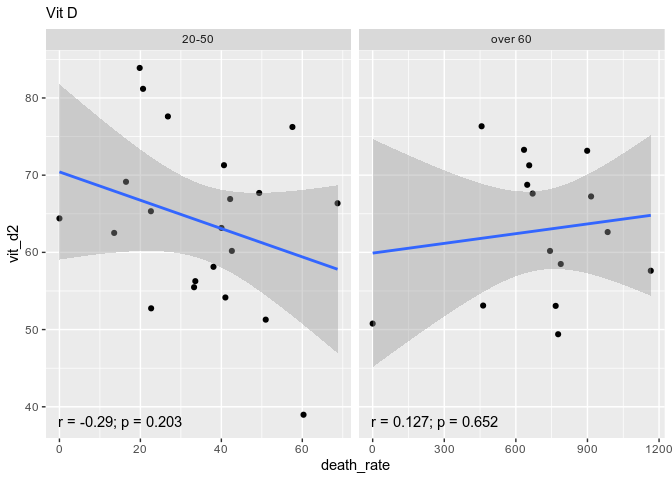 Vit D
20-50
over 60
80
70
60
50
40
vit_d2
r = -0.29; p = 0.203
r = 0.127; p = 0.652
0 20 40 60
0 300 600 900 1200
death_rate